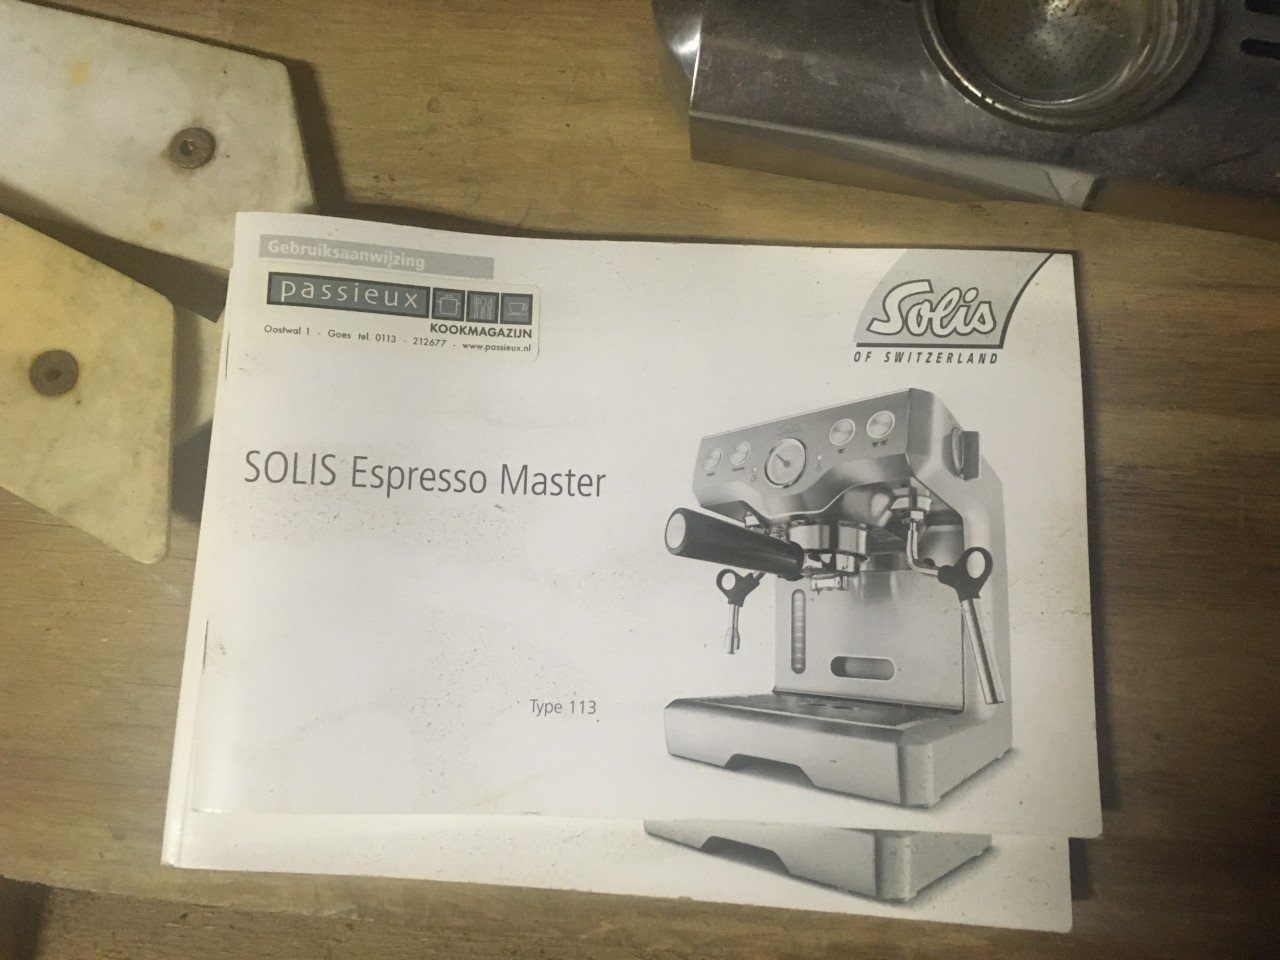 Gebruiksaanwijzing
passieux
KOOKMAGAZIJN
Oostwal 1 - Goes tel. 0113 - 212677 - www.passieux.nl
Solis
OF SWITZERLAND
SOLIS Espresso Master
Type 113